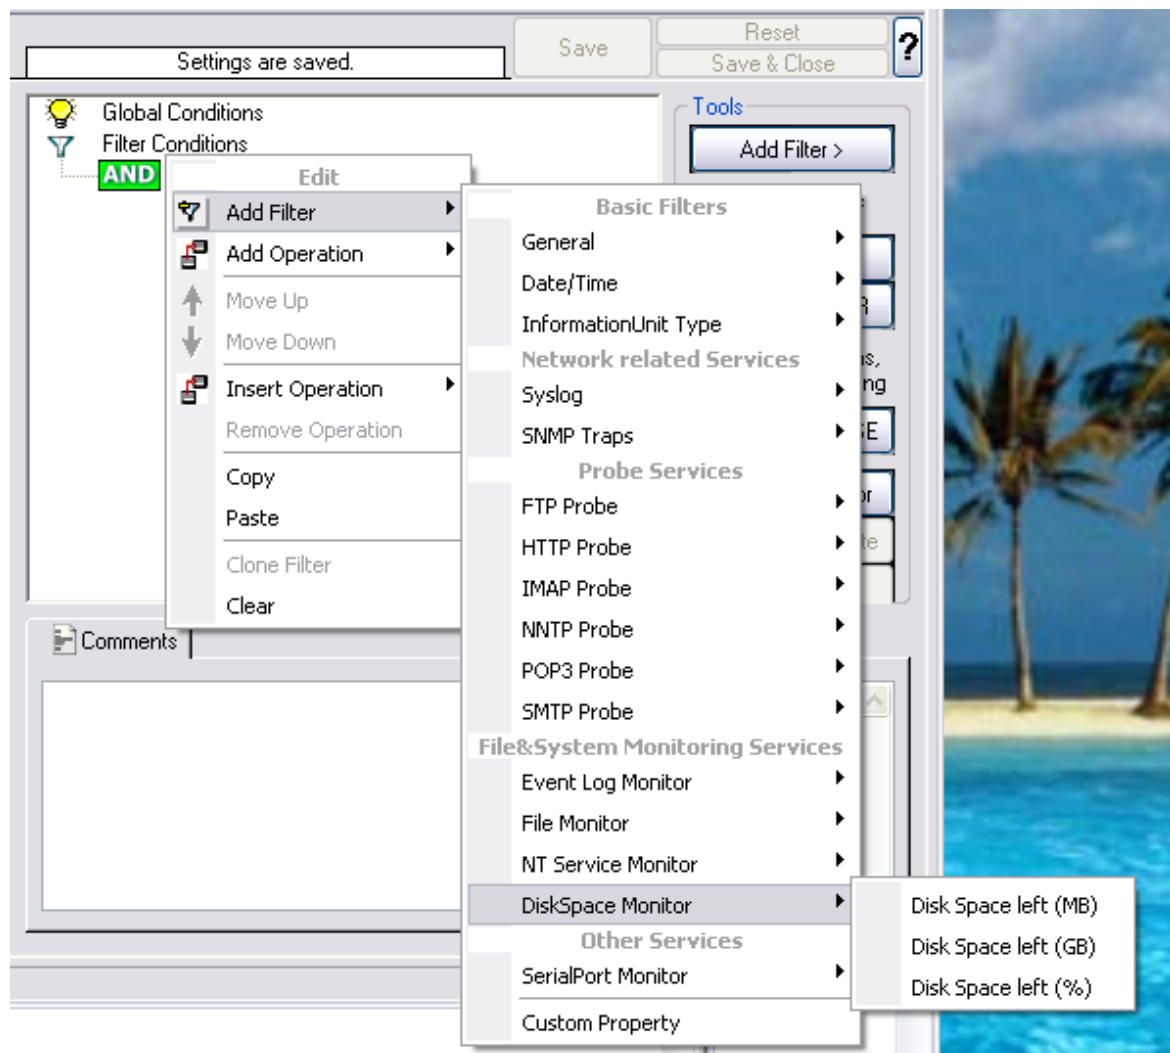 Settings are saved.
Save
Reset
Save & Close
?
Global Conditions
Filter Conditions
AND
Tools
Add Filter >
Edit
Add Filter
Add Operation
Move Up
Move Down
Insert Operation
Remove Operation
Copy
Paste
Clone Filter
Clear
Basic Filters
General
Date/Time
InformationUnit Type
Network related Services
Syslog
SNMP Traps
Probe Services
FTP Probe
HTTP Probe
IMAP Probe
NNTP Probe
POP3 Probe
SMTP Probe
File&System Monitoring Services
Event Log Monitor
File Monitor
NT Service Monitor
DiskSpace Monitor
Other Services
SerialPort Monitor
Custom Property
Disk Space left (MB)
Disk Space left (GB)
Disk Space left (%)
Comments